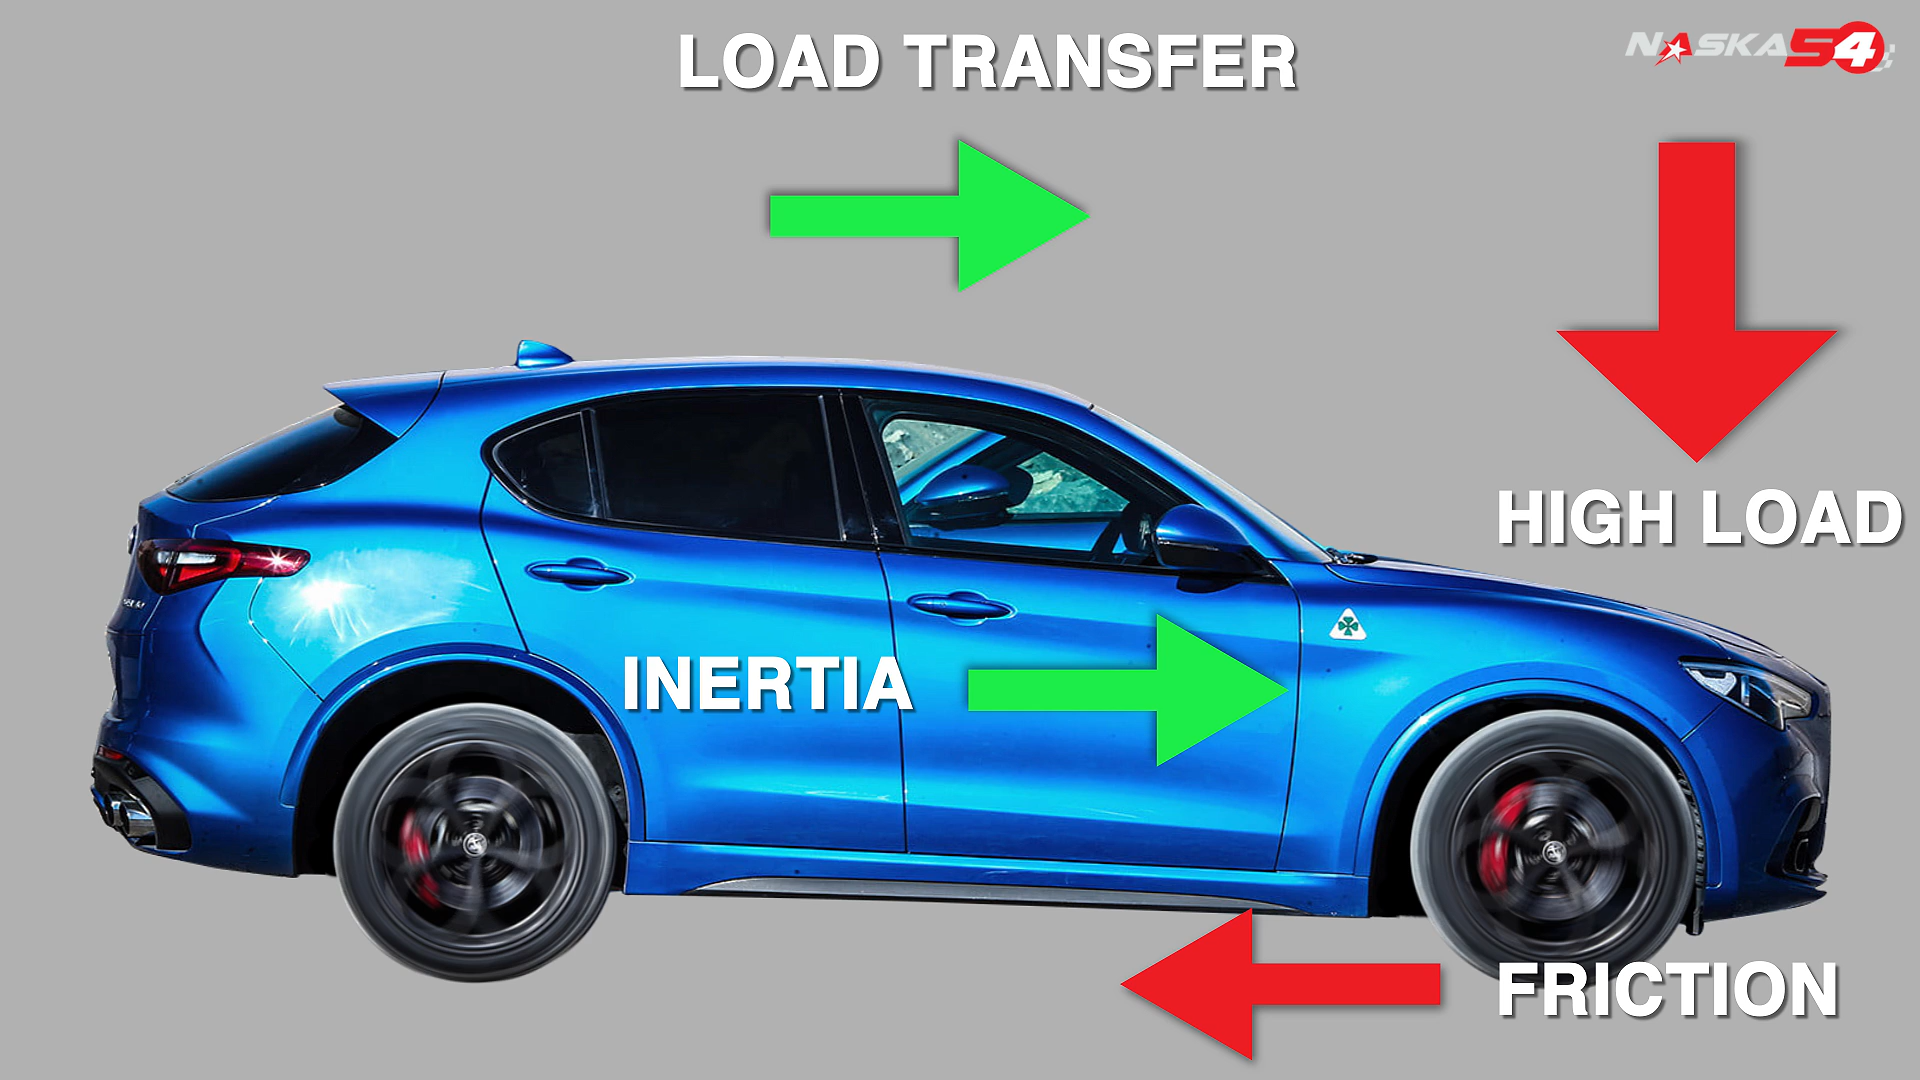 LOAD TRANSFER
NASKA54
HIGH LOAD
INERTIA
FRICTION